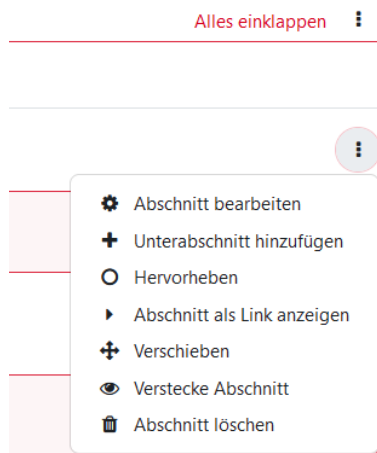 Alles einklappen
Abschnitt bearbeiten
Unterabschnitt hinzufügen
Hervorheben
Abschnitt als Link anzeigen
Verschieben
Verstecke Abschnitt
Abschnitt löschen